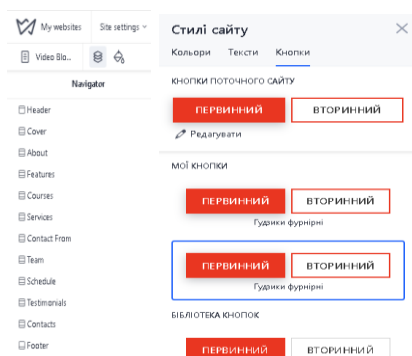 My websites
Site settings
Video Blo...
Navigator
Header
Cover
About
Features
Courses
Services
Contact From
Team
Schedule
Testimonials
Contacts
Footer
Стилі сайту
Кольори Тексти Кнопки
КНОПКИ ПОТОЧНОГО САЙТУ
ПЕРВИННИЙ ВТОРИННИЙ
Редагувати
МОЇ КНОПКИ
ПЕРВИННИЙ ВТОРИННИЙ
Гудзики фурнірні
ПЕРВИННИЙ ВТОРИННИЙ
Гудзики фурнірні
БІБЛІОТЕКА КНОПОК
ПЕРВИННИЙ ВТОРИННИЙ